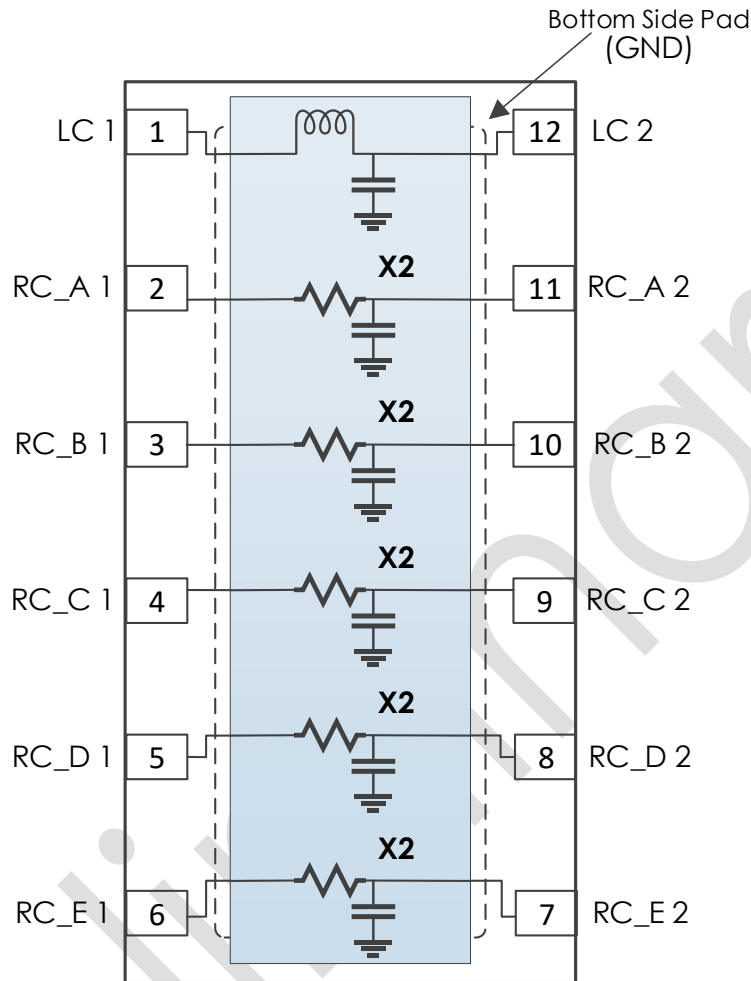 Bottom Side Pad
(GND)
LC 1 1 12 LC 2
X2
RC_A 1 2 11 RC_A 2
X2
RC_B 1 3 10 RC_B 2
X2
RC_C 1 4 9 RC_C 2
X2
RC_D 1 5 8 RC_D 2
X2
RC_E 1 6 7 RC_E 2